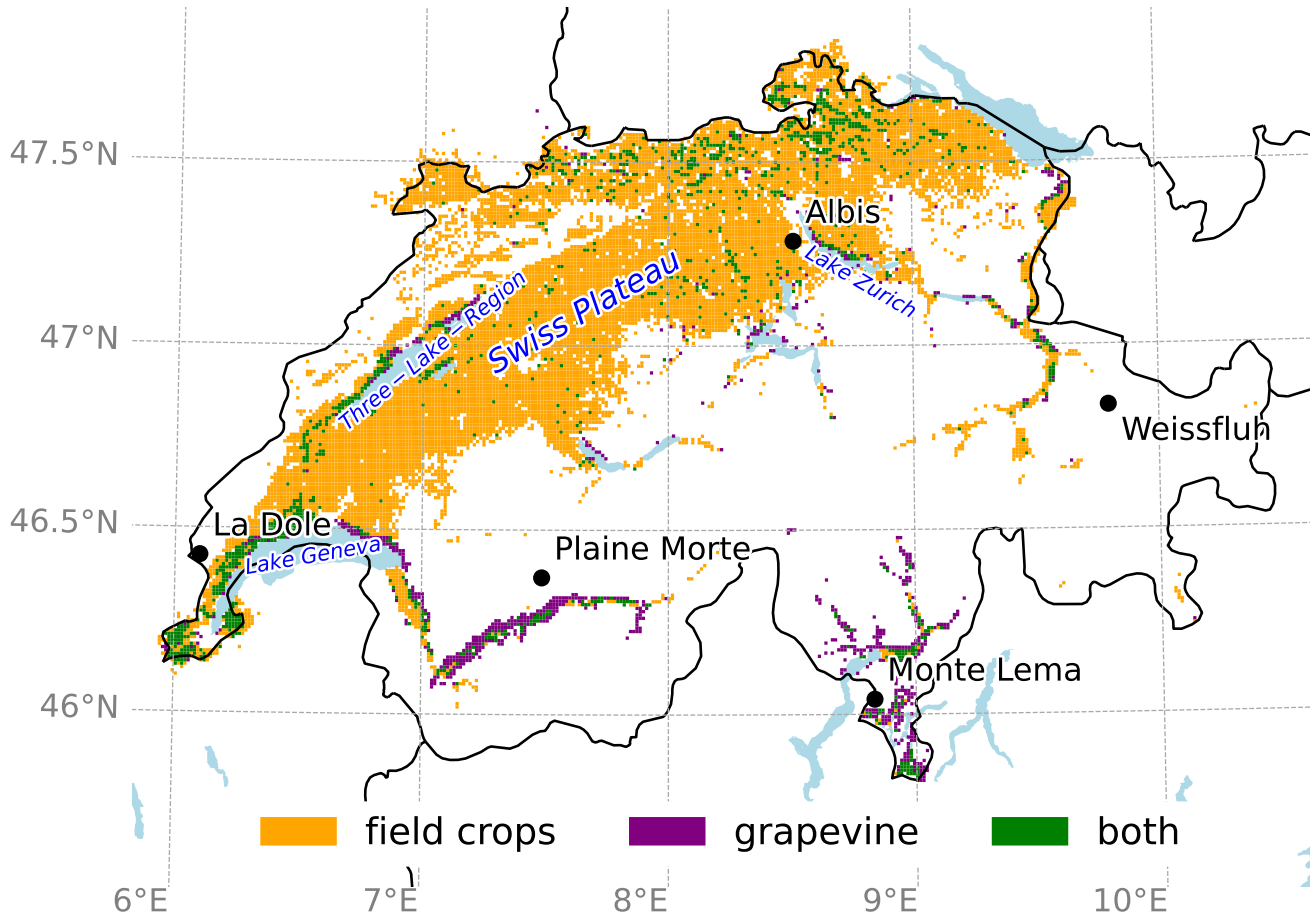 47.5°N
Albis
Lake Zurich
Three – Lake – Region
Swiss Plateau
47°N
Weissfluh
46.5°N
La Dole
Lake Geneva
Plaine Morte
Monte Lema
46°N
field crops
grapevine
both
6°E
7°E
8°E
9°E
10°E